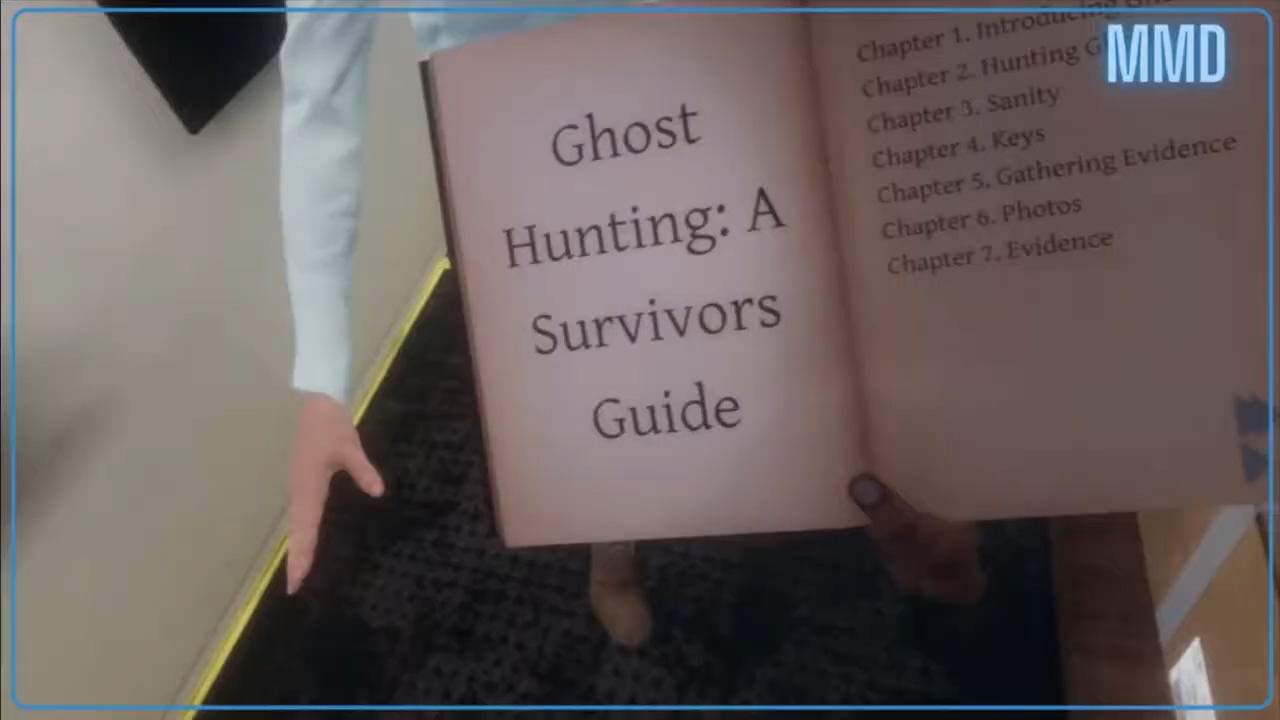 Ghost
Hunting: A
Survivors
Guide
Chapter 1. Introducing
Chapter 2. Hunting
Chapter 3. Sanity
Chapter 4. Keys
Chapter 5. Gathering Evidence
Chapter 6. Photos
Chapter 7. Evidence
MMD